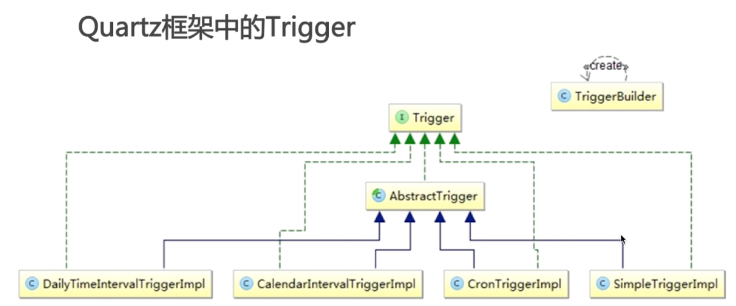 Quartz框架中的Trigger
«create»
C TriggerBuilder
I Trigger
C AbstractTrigger
C DailyTimeIntervalTriggerImpl
C CalendarIntervalTriggerImpl
C CronTriggerImpl
C SimpleTriggerImpl